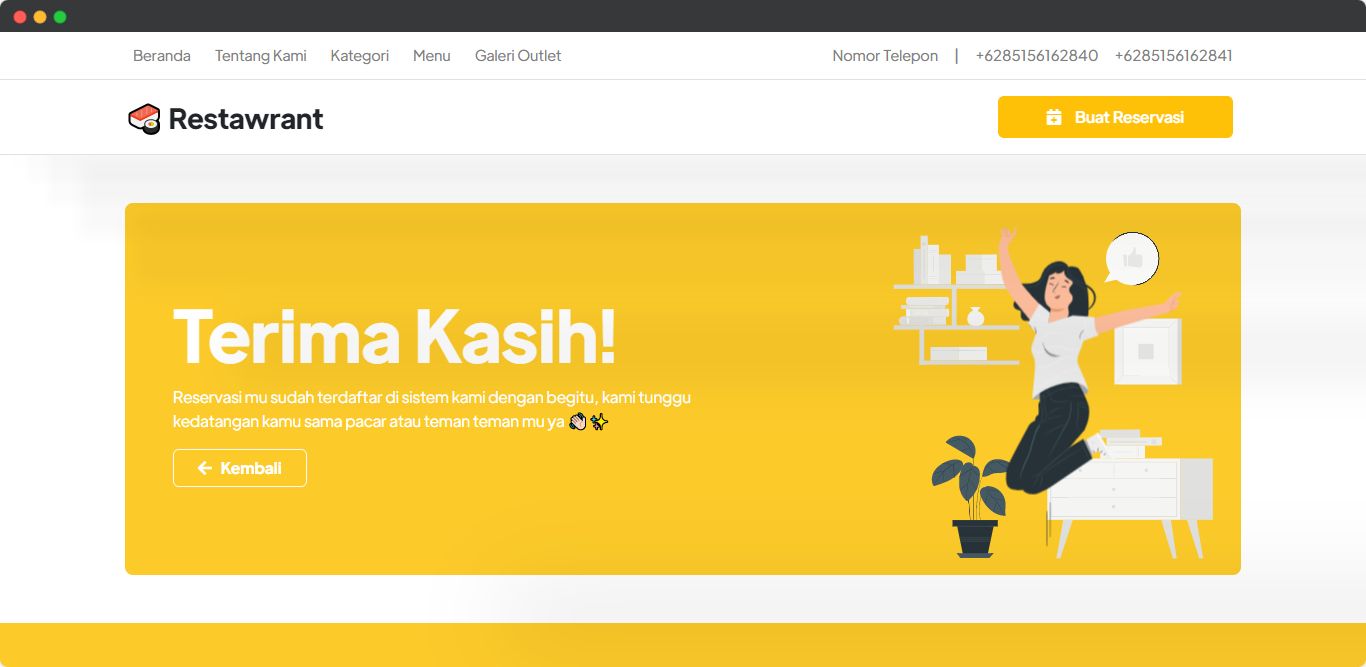 Beranda Tentang Kami Kategori Menu Galeri Outlet Nomor Telepon | +6285156162840 +6285156162841
Restawrant Buat Reservasi
Terima Kasih!
Reservasi mu sudah terdaftar di sistem kami dengan begitu, kami tunggu
kedatangan kamu sama pacar atau teman teman mu ya 👋🏻✨
Kembali